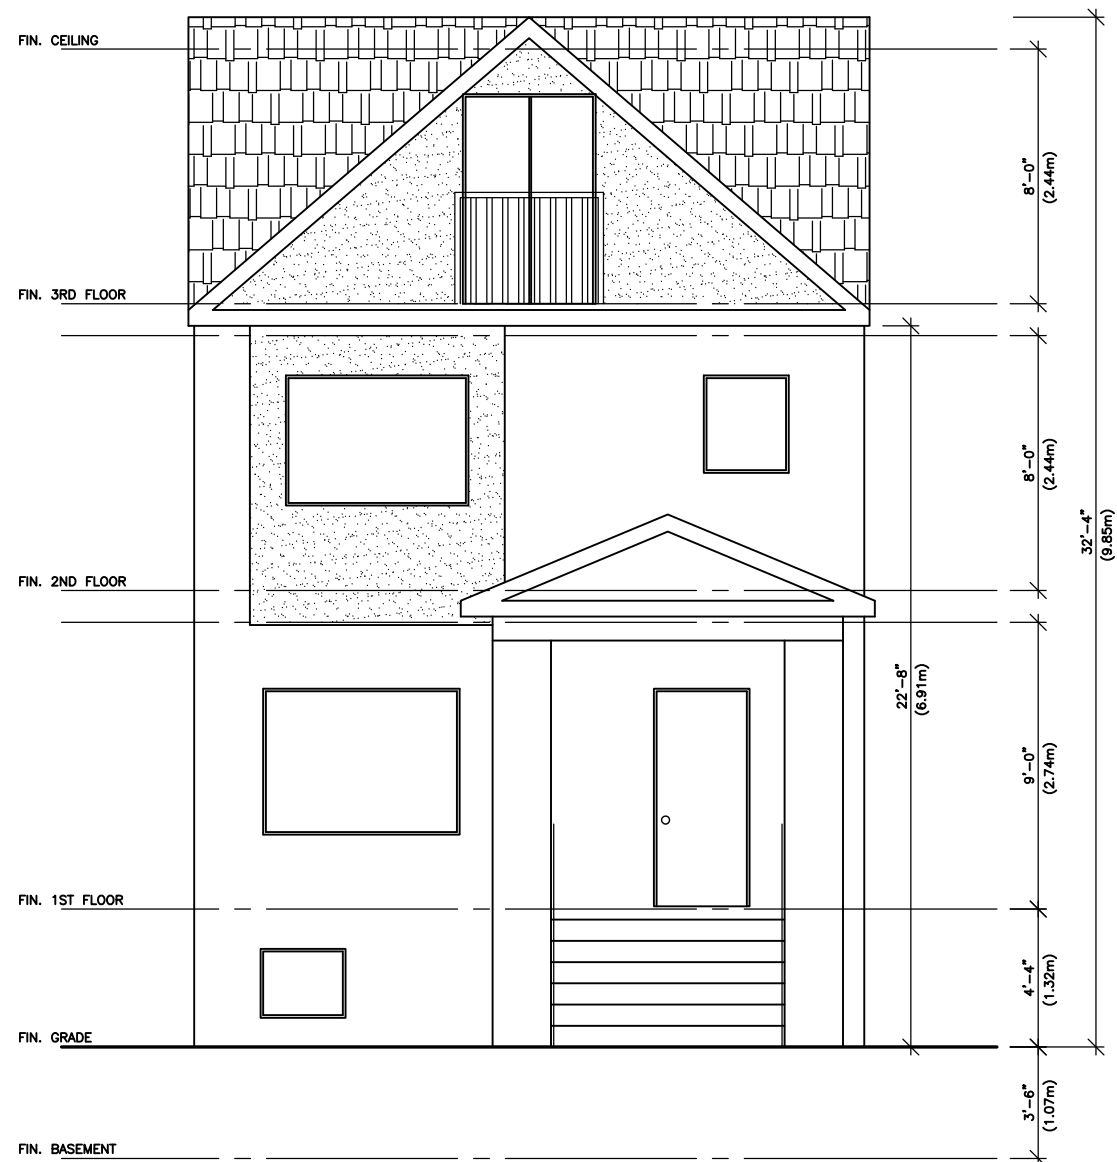 FIN. CEILING
8'-0"
(2.44m)
FIN. 3RD FLOOR
8'-0"
(2.44m)
32'-4"
(9.85m)
FIN. 2ND FLOOR
22'-8"
(6.91m)
9'-0"
(2.74m)
FIN. 1ST FLOOR
4'-4"
(1.32m)
FIN. GRADE
3'-6"
(1.07m)
FIN. BASEMENT